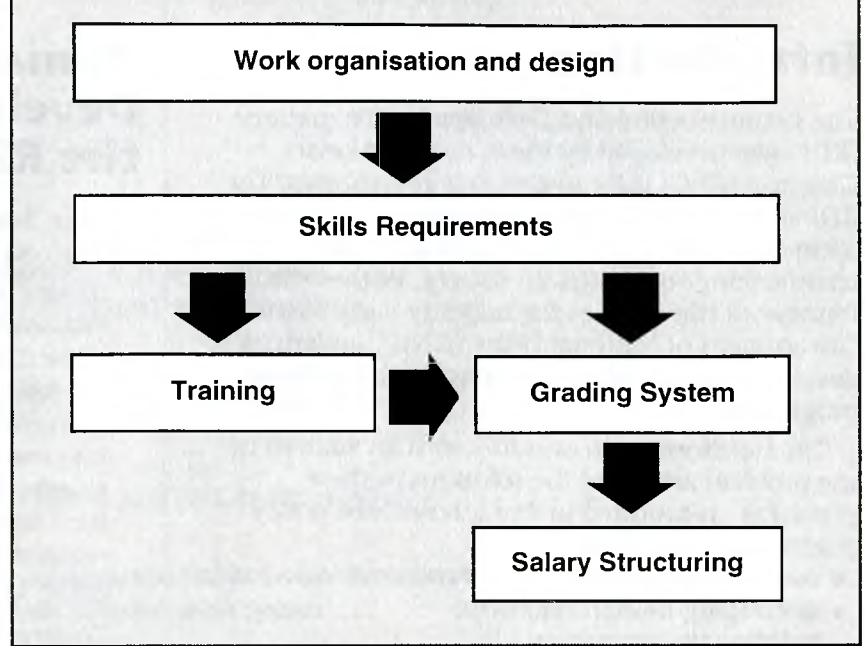 Work organisation and design
Skills Requirements
Training
Grading System
Salary Structuring